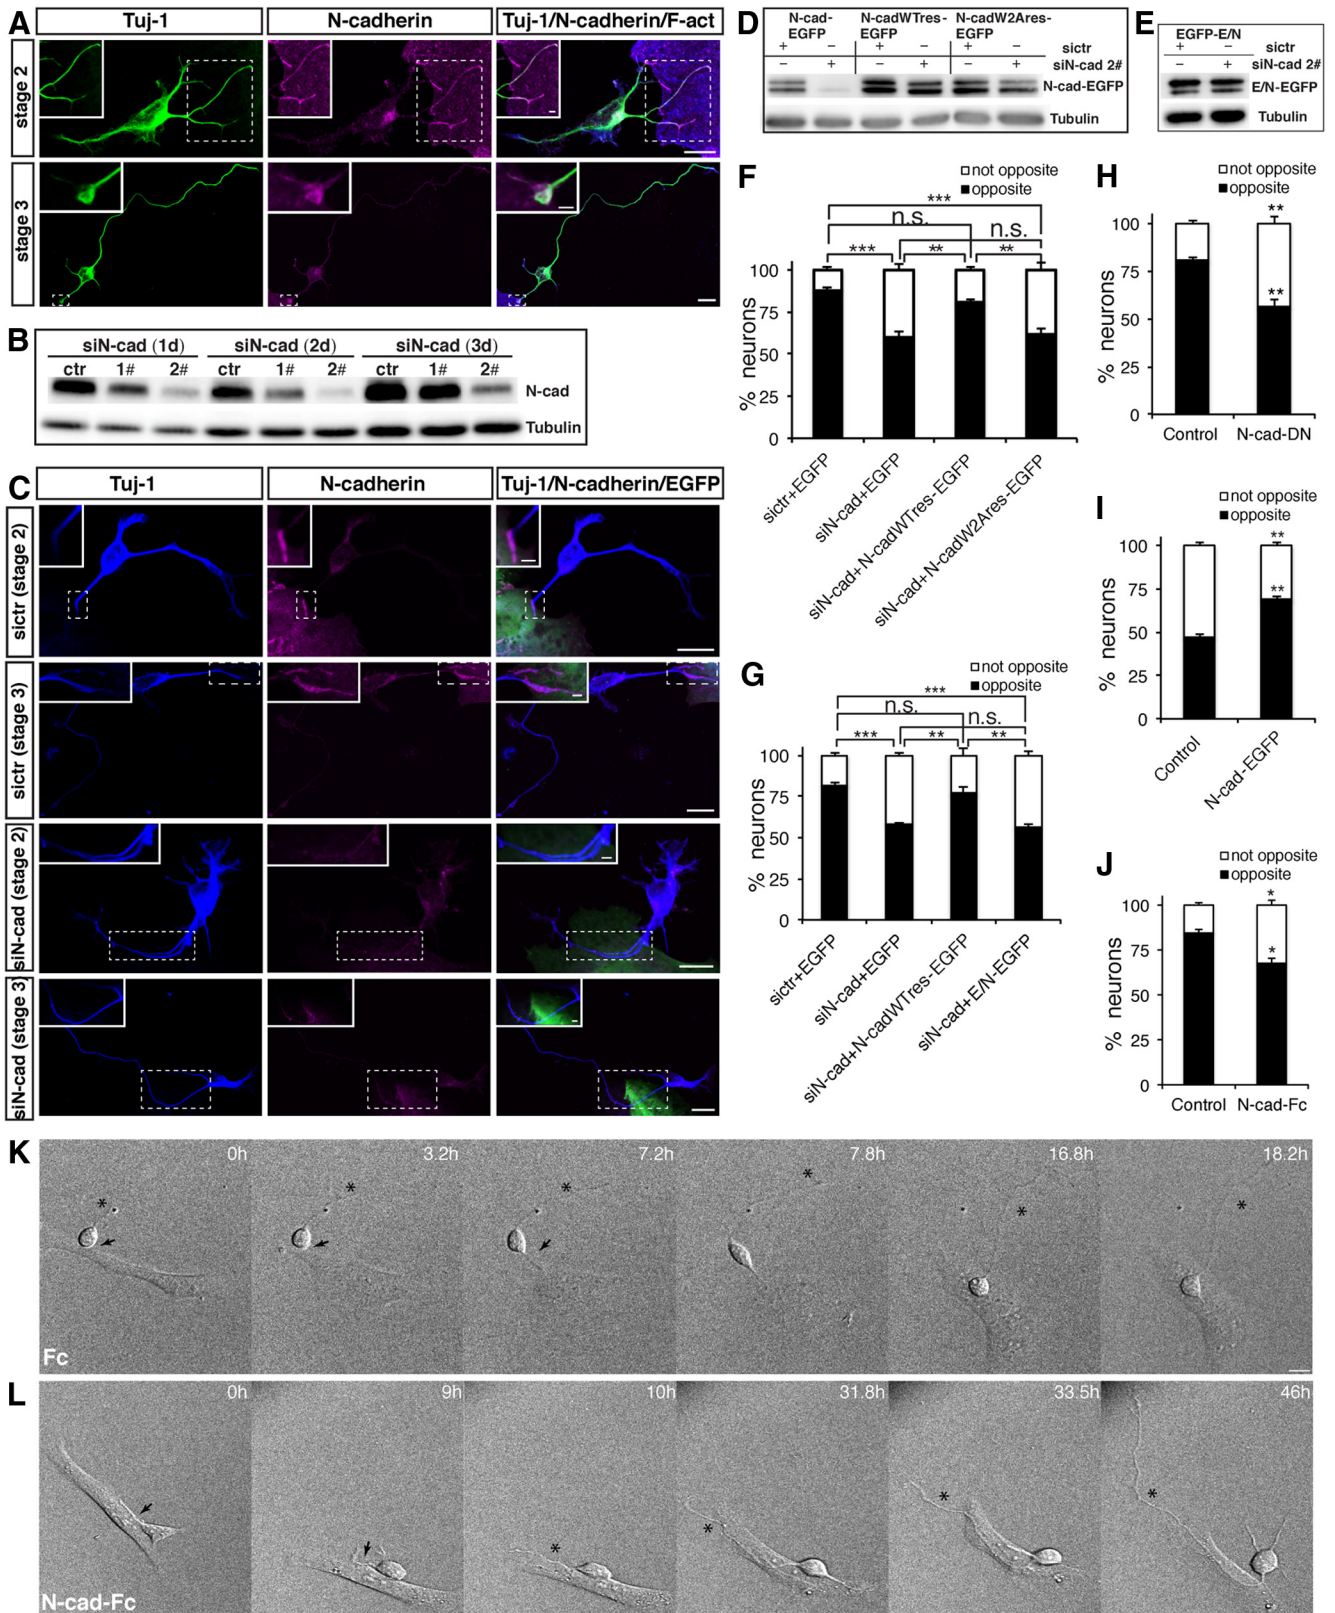 A
Tuj-1
N-cadherin
Tuj-1/N-cadherin/F-act
stage 2
stage 3
B
siN-cad (1d)
siN-cad (2d)
siN-cad (3d)
ctr 1# 2# ctr 1# 2# ctr 1# 2#
N-cad
Tubulin
C
Tuj-1
N-cadherin
Tuj-1/N-cadherin/EGFP
sictr (stage 2)
sictr (stage 3)
siN-cad (stage 2)
siN-cad (stage 3)
D
N-cad-EGFP
N-cadWTres-EGFP
N-cadW2Ares-EGFP
+ − + − + − sictr
− + − + − + siN-cad 2#
N-cad-EGFP
Tubulin
E
EGFP-E/N
+ − sictr
− + siN-cad 2#
E/N-EGFP
Tubulin
F
not opposite
opposite
***
n.s.
n.s.
*** ** **
% neurons
100
75
50
25
0
sictr+EGFP
siN-cad+EGFP
siN-cad+N-cadWTres-EGFP
siN-cad+N-cadW2Ares-EGFP
G
not opposite
opposite
***
n.s.
n.s.
*** ** **
% neurons
100
75
50
25
0
sictr+EGFP
siN-cad+EGFP
siN-cad+N-cadWTres-EGFP
siN-cad+E/N-EGFP
H
not opposite
opposite
**
**
% neurons
100
75
50
25
0
Control N-cad-DN
I
not opposite
opposite
**
**
% neurons
100
75
50
25
0
Control
N-cad-EGFP
J
not opposite
opposite
*
*
% neurons
100
75
50
25
0
Control N-cad-Fc
K
0h 3.2h 7.2h 7.8h 16.8h 18.2h
* * * * * *
Fc
L
0h 9h 10h 31.8h 33.5h 46h
* * * *
N-cad-Fc